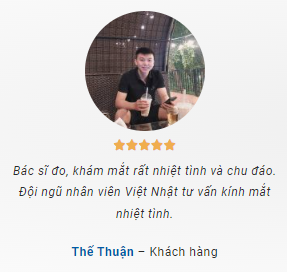 Bác sĩ đo, khám mắt rất nhiệt tình và chu đáo.
Đội ngũ nhân viên Việt Nhật tư vấn kính mắt
nhiệt tình.
Thế Thuận – Khách hàng